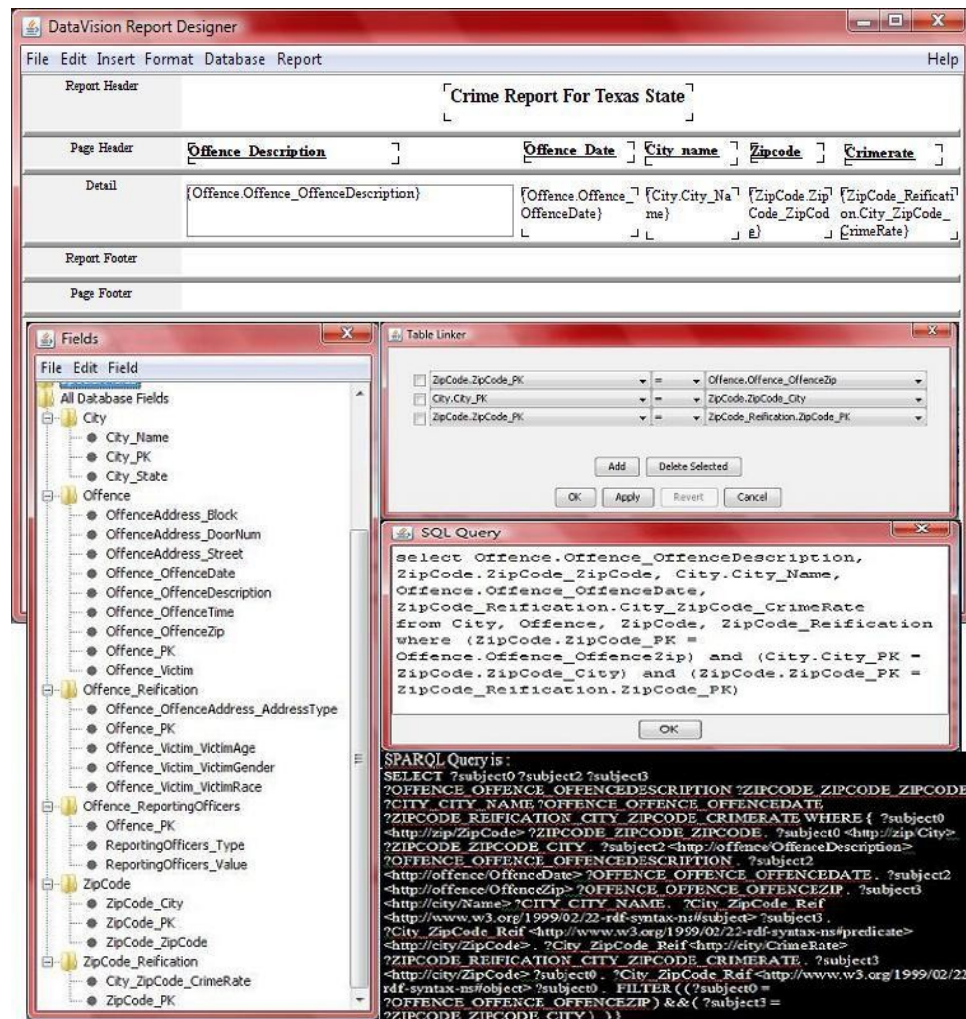 DataVision Report Designer
File Edit Insert Format Database Report Help
Report Header
Crime Report For Texas State
Page Header
Offence Description
Offence Date
City name
Zipcode
Crimerate
Detail
{Offence.Offence_OffenceDescription}
{Offence.Offence_
OffenceDate}
{City.City_Na
me}
{ZipCode.Zip
Code_ZipCod
e}
{ZipCode_Reificati
on.City_ZipCode_
CrimeRate}
Report Footer
Page Footer
Fields
File Edit Field
All Database Fields
City
City_Name
City_PK
City_State
Offence
OffenceAddress_Block
OffenceAddress_DoorNum
OffenceAddress_Street
Offence_OffenceDate
Offence_OffenceDescription
Offence_OffenceTime
Offence_OffenceZip
Offence_PK
Offence_Victim
Offence_Reification
Offence_OffenceAddress_AddressType
Offence_PK
Offence_Victim_VictimAge
Offence_Victim_VictimGender
Offence_Victim_VictimRace
Offence_ReportingOfficers
Offence_PK
ReportingOfficers_Type
ReportingOfficers_Value
ZipCode
ZipCode_City
ZipCode_PK
ZipCode_ZipCode
ZipCode_Reification
City_ZipCode_CrimeRate
ZipCode_PK
Table Linker
ZipCode.ZipCode_PK = Offence.Offence_OffenceZip
City.City_PK = ZipCode.ZipCode_City
ZipCode.ZipCode_PK = ZipCode_Reification.ZipCode_PK
Add Delete Selected
OK Apply Revert Cancel
SQL Query
select Offence.Offence_OffenceDescription,
ZipCode.ZipCode_ZipCode, City.City_Name,
Offence.Offence_OffenceDate,
ZipCode_Reification.City_ZipCode_CrimeRate
from City, Offence, ZipCode, ZipCode_Reification
where (ZipCode.ZipCode_PK =
Offence.Offence_OffenceZip) and (City.City_PK =
ZipCode.ZipCode_City) and (ZipCode.ZipCode_PK =
ZipCode_Reification.ZipCode_PK)
OK
SPARQL Query is :
SELECT ?subject0 ?subject2 ?subject3
?OFFENCE_OFFENCE_OFFENCEDESCRIPTION ?ZIPCODE_ZIPCODE_ZIPCODE
?CITY_CITY_NAME ?OFFENCE_OFFENCE_OFFENCEDATE
?ZIPCODE_REIFICATION_CITY_ZIPCODE_CRIMERATE WHERE { ?subject0
<http://zip/ZipCode> ?ZIPCODE_ZIPCODE_ZIPCODE . ?subject0 <http://zip/City>
?ZIPCODE_ZIPCODE_CITY . ?subject2 <http://offence/OffenceDescription>
?OFFENCE_OFFENCE_OFFENCEDESCRIPTION . ?subject2
<http://offence/OffenceDate> ?OFFENCE_OFFENCE_OFFENCEDATE . ?subject2
<http://offence/OffenceZip> ?OFFENCE_OFFENCE_OFFENCEZIP . ?subject3
<http://city/Name> ?CITY_CITY_NAME. ?City_ZipCode_Reif
<http://www.w3.org/1999/02/22-rdf-syntax-ns#subject> ?subject3 .
?City_ZipCode_Reif <http://www.w3.org/1999/02/22-rdf-syntax-ns#predicate>
<http://city/ZipCode> . ?City_ZipCode_Reif <http://city/CrimeRate>
?ZIPCODE_REIFICATION_CITY_ZIPCODE_CRIMERATE . ?subject3
<http://city/ZipCode> ?subject0 . ?City_ZipCode_Reif <http://www.w3.org/1999/02/22
rdf-syntax-ns#object> ?subject0 . FILTER ((?subject0 =
?OFFENCE_OFFENCE_OFFENCEZIP ) && ( ?subject3 =
?ZIPCODE_ZIPCODE_CITY ) )}